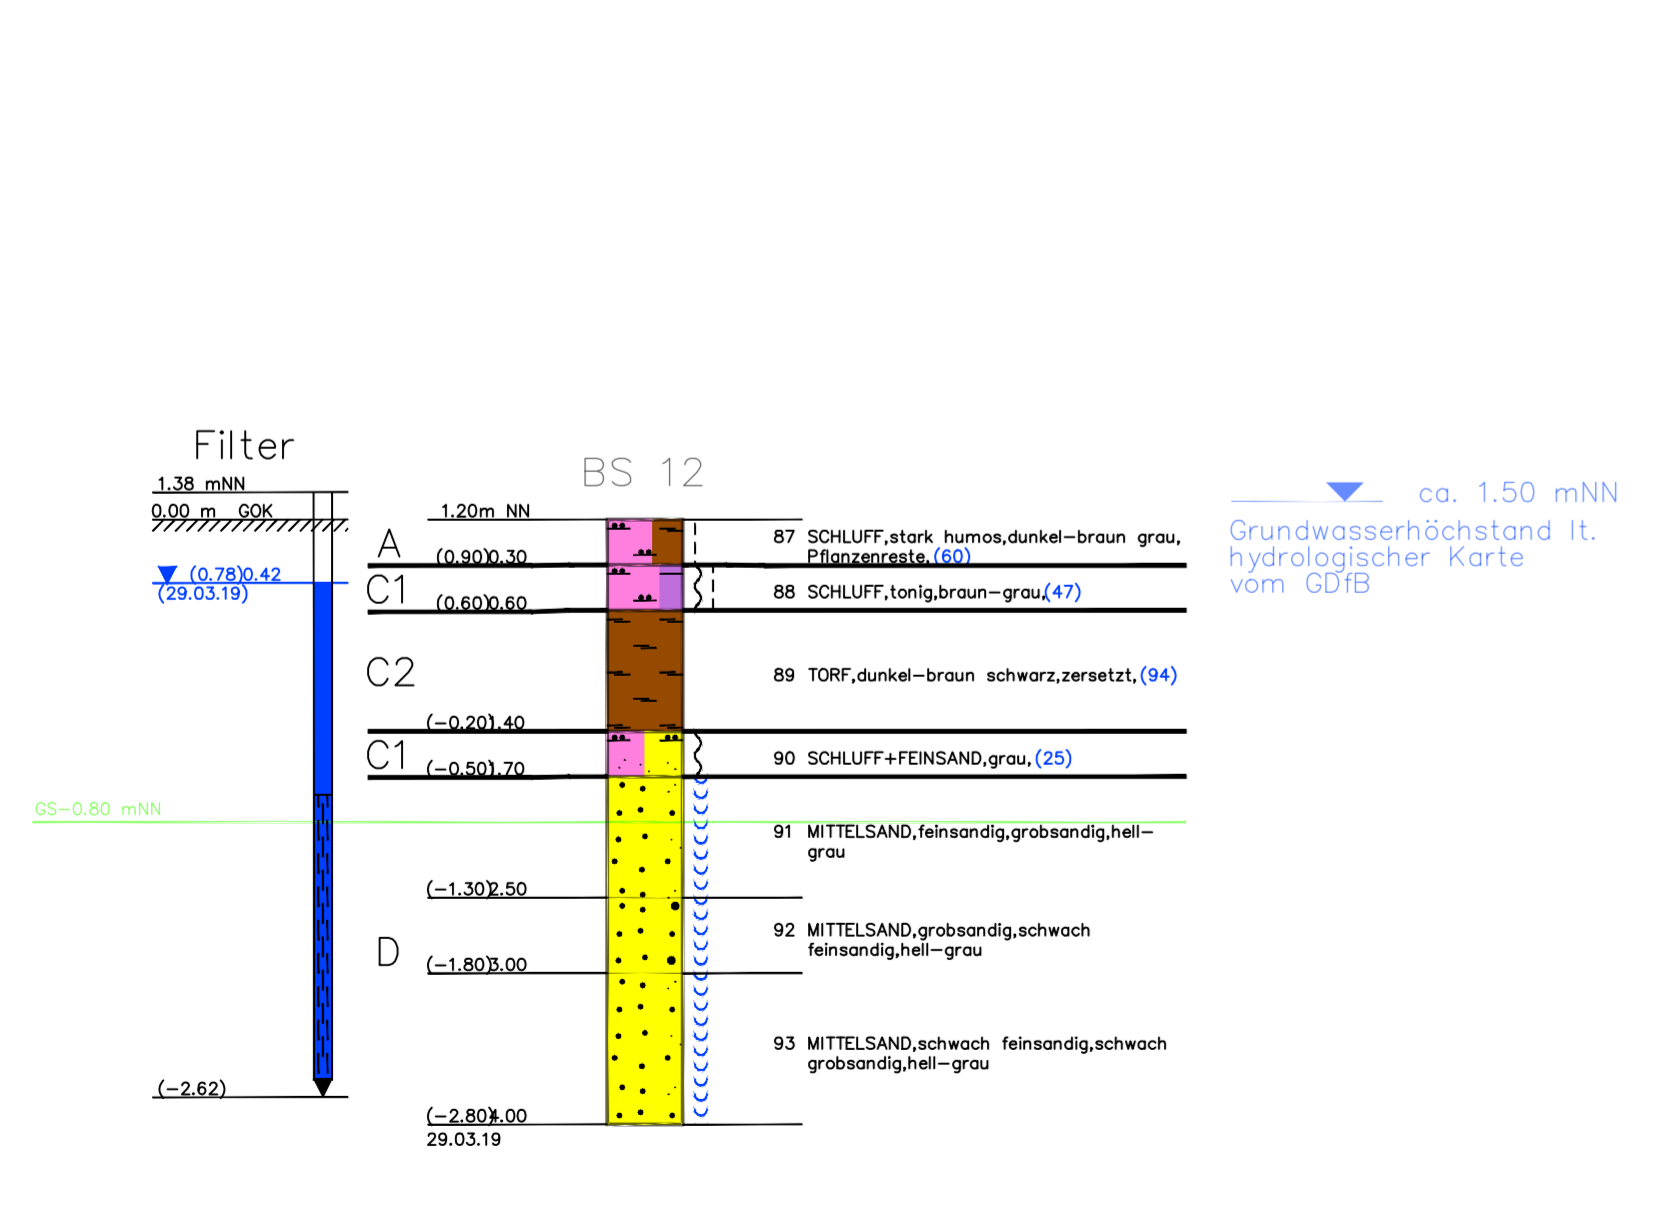 Filter
1.38 mNN
0.00 m GOK
(0.78)0.42
(29.03.19)
GS-0.80 mNN
(-2.62)
BS 12
1.20m NN
A
(0.90)0.30
87 SCHLUFF,stark humos,dunkel-braun grau,
Pflanzenreste,(60)
C1
(0.60)0.60
88 SCHLUFF,tonig,braun-grau,(47)
C2
(-0.20)1.40
89 TORF,dunkel-braun schwarz,zersetzt,(94)
C1
(-0.50)1.70
90 SCHLUFF+FEINSAND,grau,(25)
91 MITTELSAND,feinsandig,grobsandig,hell-
grau
(-1.30)2.50
D
92 MITTELSAND,grobsandig,schwach
feinsandig,hell-grau
(-1.80)3.00
93 MITTELSAND,schwach feinsandig,schwach
grobsandig,hell-grau
(-2.80)4.00
29.03.19
ca. 1.50 mNN
Grundwasserhöchstand lt.
hydrologischer Karte
vom GDfB